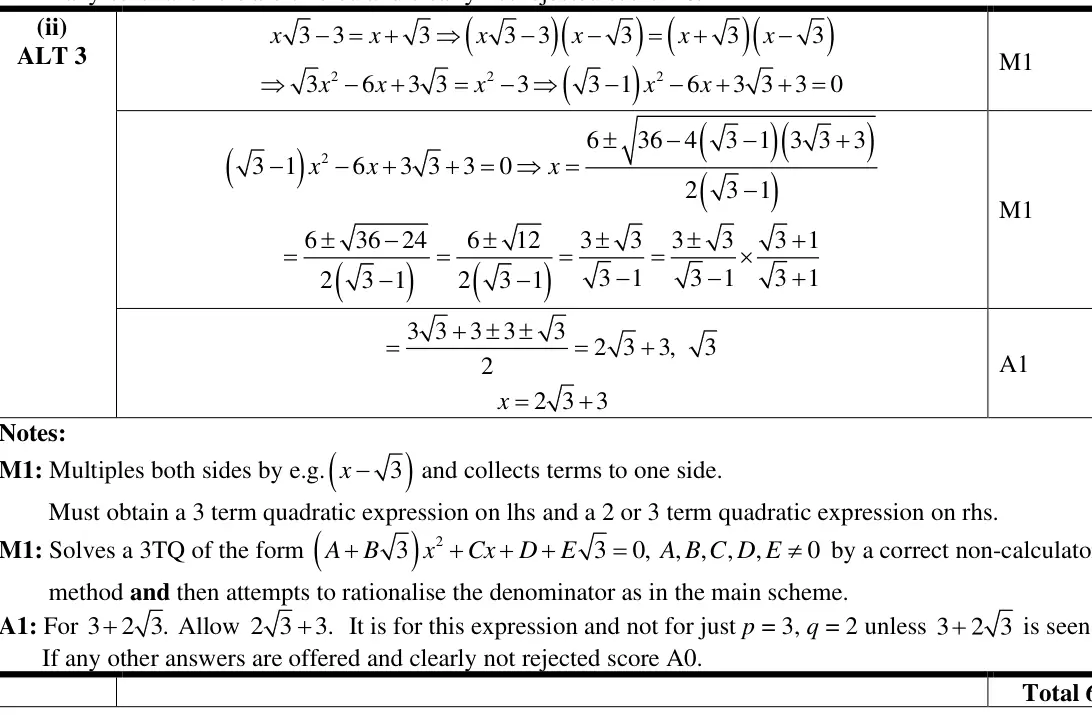 (ii)
ALT 3
x√3 − 3 = x + √3 ⇒ (x√3 − 3)(x − √3) = (x + √3)(x − √3)
⇒ √3x² − 6x + 3√3 = x² − 3 ⇒ (√3 − 1)x² − 6x + 3√3 + 3 = 0
M1
(√3 − 1)x² − 6x + 3√3 + 3 = 0 ⇒ x = (6 ± √(36 − 4(√3 − 1)(3√3 + 3))) / (2(√3 − 1))
= (6 ± √(36 − 24)) / (2(√3 − 1)) = (6 ± √12) / (2(√3 − 1)) = (3 ± √3) / (√3 − 1) = (3 ± √3) / (√3 − 1) × (√3 + 1) / (√3 + 1)
M1
= (3√3 + 3 ± 3 ± √3) / 2 = 2√3 + 3, √3
x = 2√3 + 3
A1
Notes:
M1: Multiples both sides by e.g. (x − √3) and collects terms to one side.
Must obtain a 3 term quadratic expression on lhs and a 2 or 3 term quadratic expression on rhs.
M1: Solves a 3TQ of the form (A + B√3)x² + Cx + D + E√3 = 0, A, B, C, D, E ≠ 0 by a correct non-calculato
method and then attempts to rationalise the denominator as in the main scheme.
A1: For 3 + 2√3. Allow 2√3 + 3. It is for this expression and not for just p = 3, q = 2 unless 3 + 2√3 is seen
If any other answers are offered and clearly not rejected score A0.
Total 6